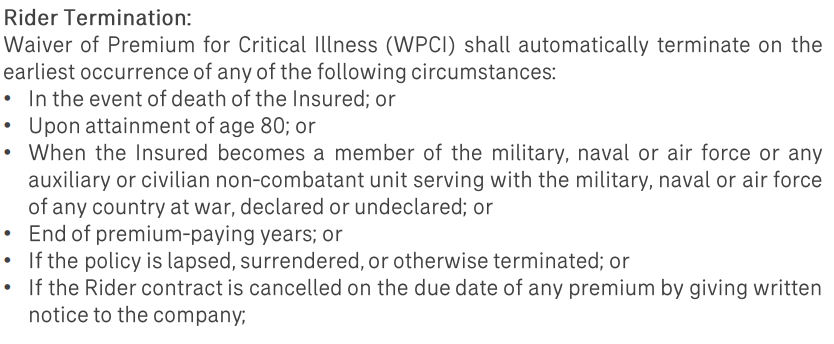 Rider Termination:
Waiver of Premium for Critical Illness (WPCI) shall automatically terminate on the
earliest occurrence of any of the following circumstances:
• In the event of death of the Insured; or
• Upon attainment of age 80; or
• When the Insured becomes a member of the military, naval or air force or any
auxiliary or civilian non-combatant unit serving with the military, naval or air force
of any country at war, declared or undeclared; or
• End of premium-paying years; or
• If the policy is lapsed, surrendered, or otherwise terminated; or
• If the Rider contract is cancelled on the due date of any premium by giving written
notice to the company;